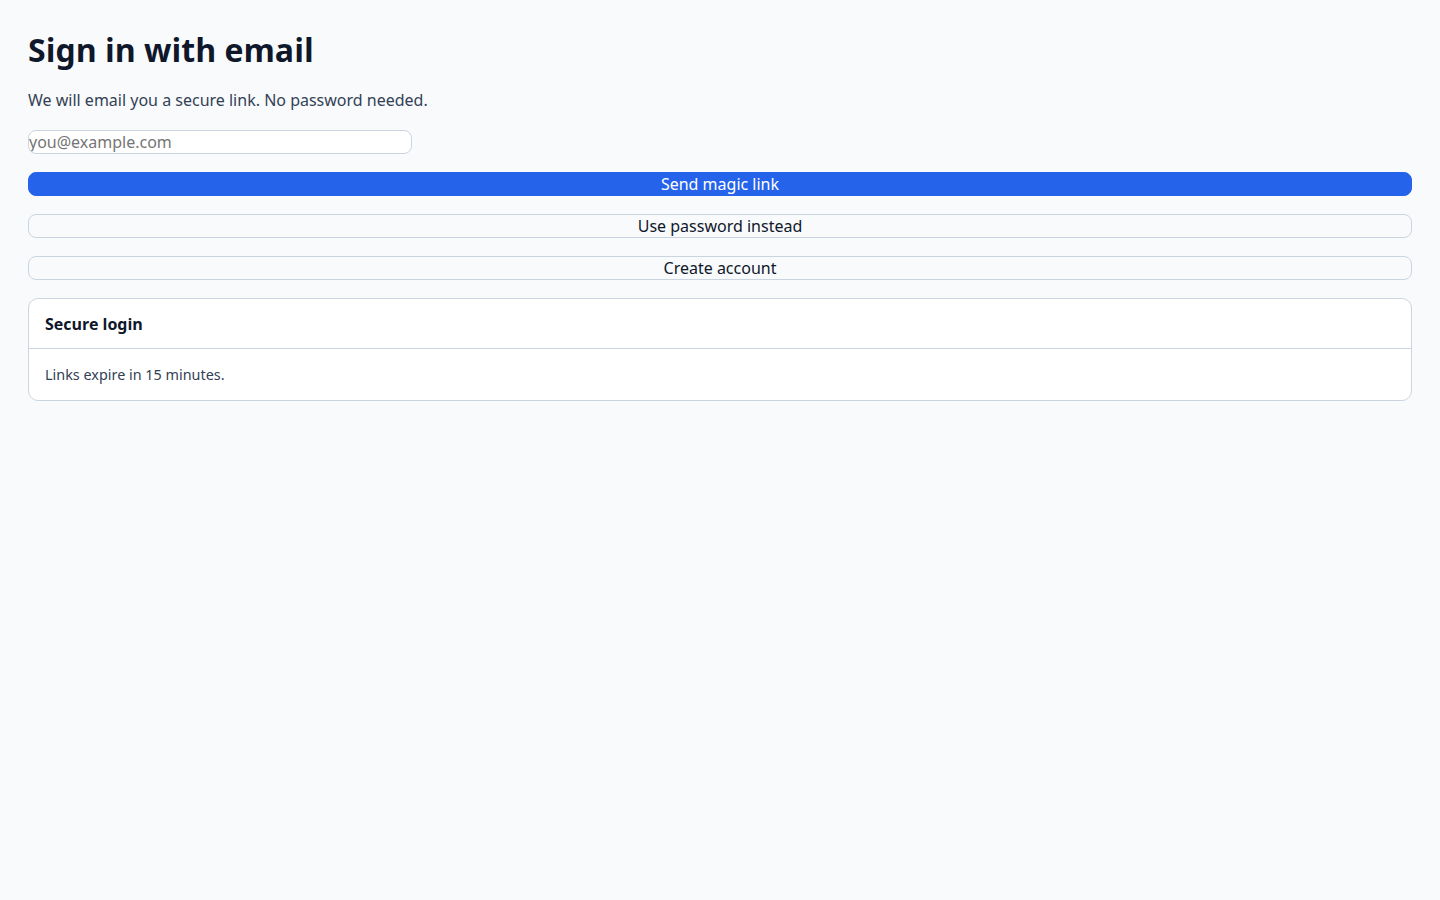 Sign in with email
We will email you a secure link. No password needed.
you@example.com
Send magic link
Use password instead
Create account
Secure login
Links expire in 15 minutes.